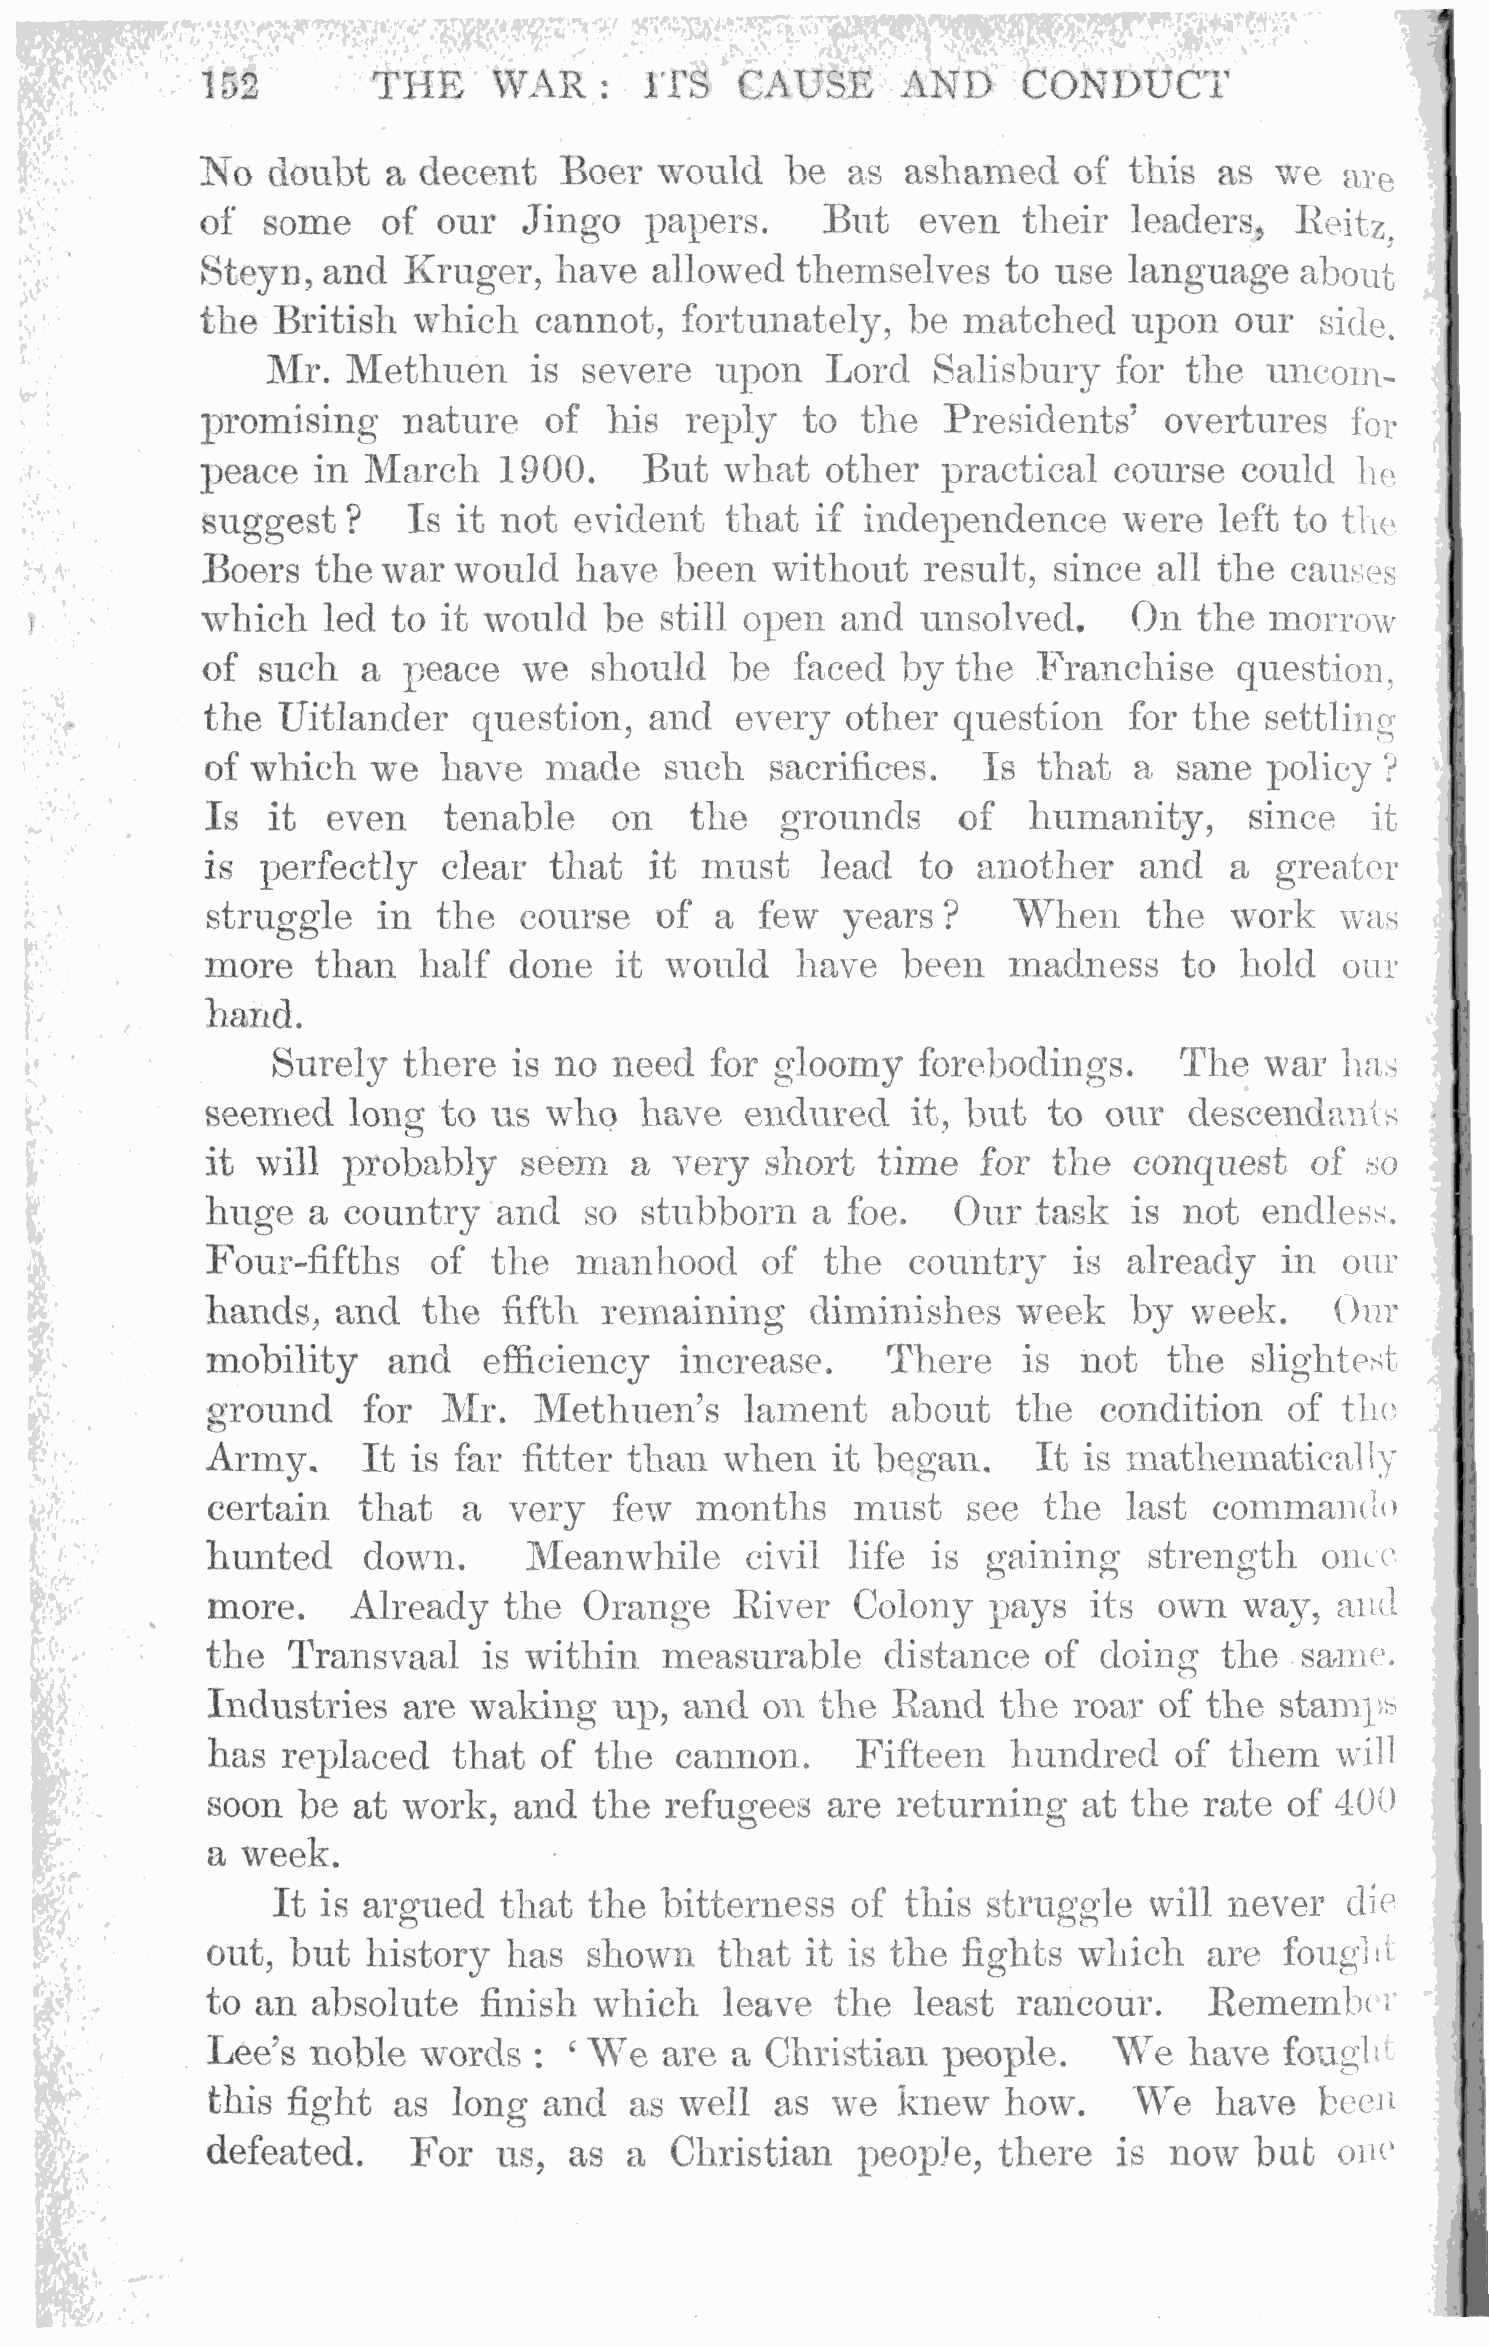 152 THE WAR: ITS CAUSE AND CONDUCT
No doubt a decent Boer would be as ashamed of this as we are
of some of our Jingo papers. But even their leaders, Reitz,
Steyn, and Kruger, have allowed themselves to use language about
the British which cannot, fortunately, be matched upon our side.
Mr. Methuen is severe upon Lord Salisbury for the uncom-
promising nature of his reply to the Presidents' overtures for
peace in March 1900. But what other practical course could he
suggest? Is it not evident that if independence were left to the
Boers the war would have been without result, since all the causes
which led to it would be still open and unsolved. On the morrow
of such a peace we should be faced by the Franchise question,
the Uitlander question, and every other question for the settling
of which we have made such sacrifices. Is that a sane policy?
Is it even tenable on the grounds of humanity, since it
is perfectly clear that it must lead to another and a greater
struggle in the course of a few years? When the work was
more than half done it would have been madness to hold our
hand.
Surely there is no need for gloomy forebodings. The war has
seemed long to us who have endured it, but to our descendants
it will probably seem a very short time for the conquest of so
huge a country and so stubborn a foe. Our task is not endless.
Four-fifths of the manhood of the country is already in our
hands, and the fifth remaining diminishes week by week. Our
mobility and efficiency increase. There is not the slightest
ground for Mr. Methuen's lament about the condition of the
Army. It is far fitter than when it began. It is mathematically
certain that a very few months must see the last commando
hunted down. Meanwhile civil life is gaining strength once
more. Already the Orange River Colony pays its own way, and
the Transvaal is within measurable distance of doing the same.
Industries are waking up, and on the Rand the roar of the stamps
has replaced that of the cannon. Fifteen hundred of them will
soon be at work, and the refugees are returning at the rate of 400
a week.
It is argued that the bitterness of this struggle will never die
out, but history has shown that it is the fights which are fought
to an absolute finish which leave the least rancour. Remember
Lee's noble words: 'We are a Christian people. We have fought
this fight as long and as well as we knew how. We have been
defeated. For us, as a Christian people, there is now but one